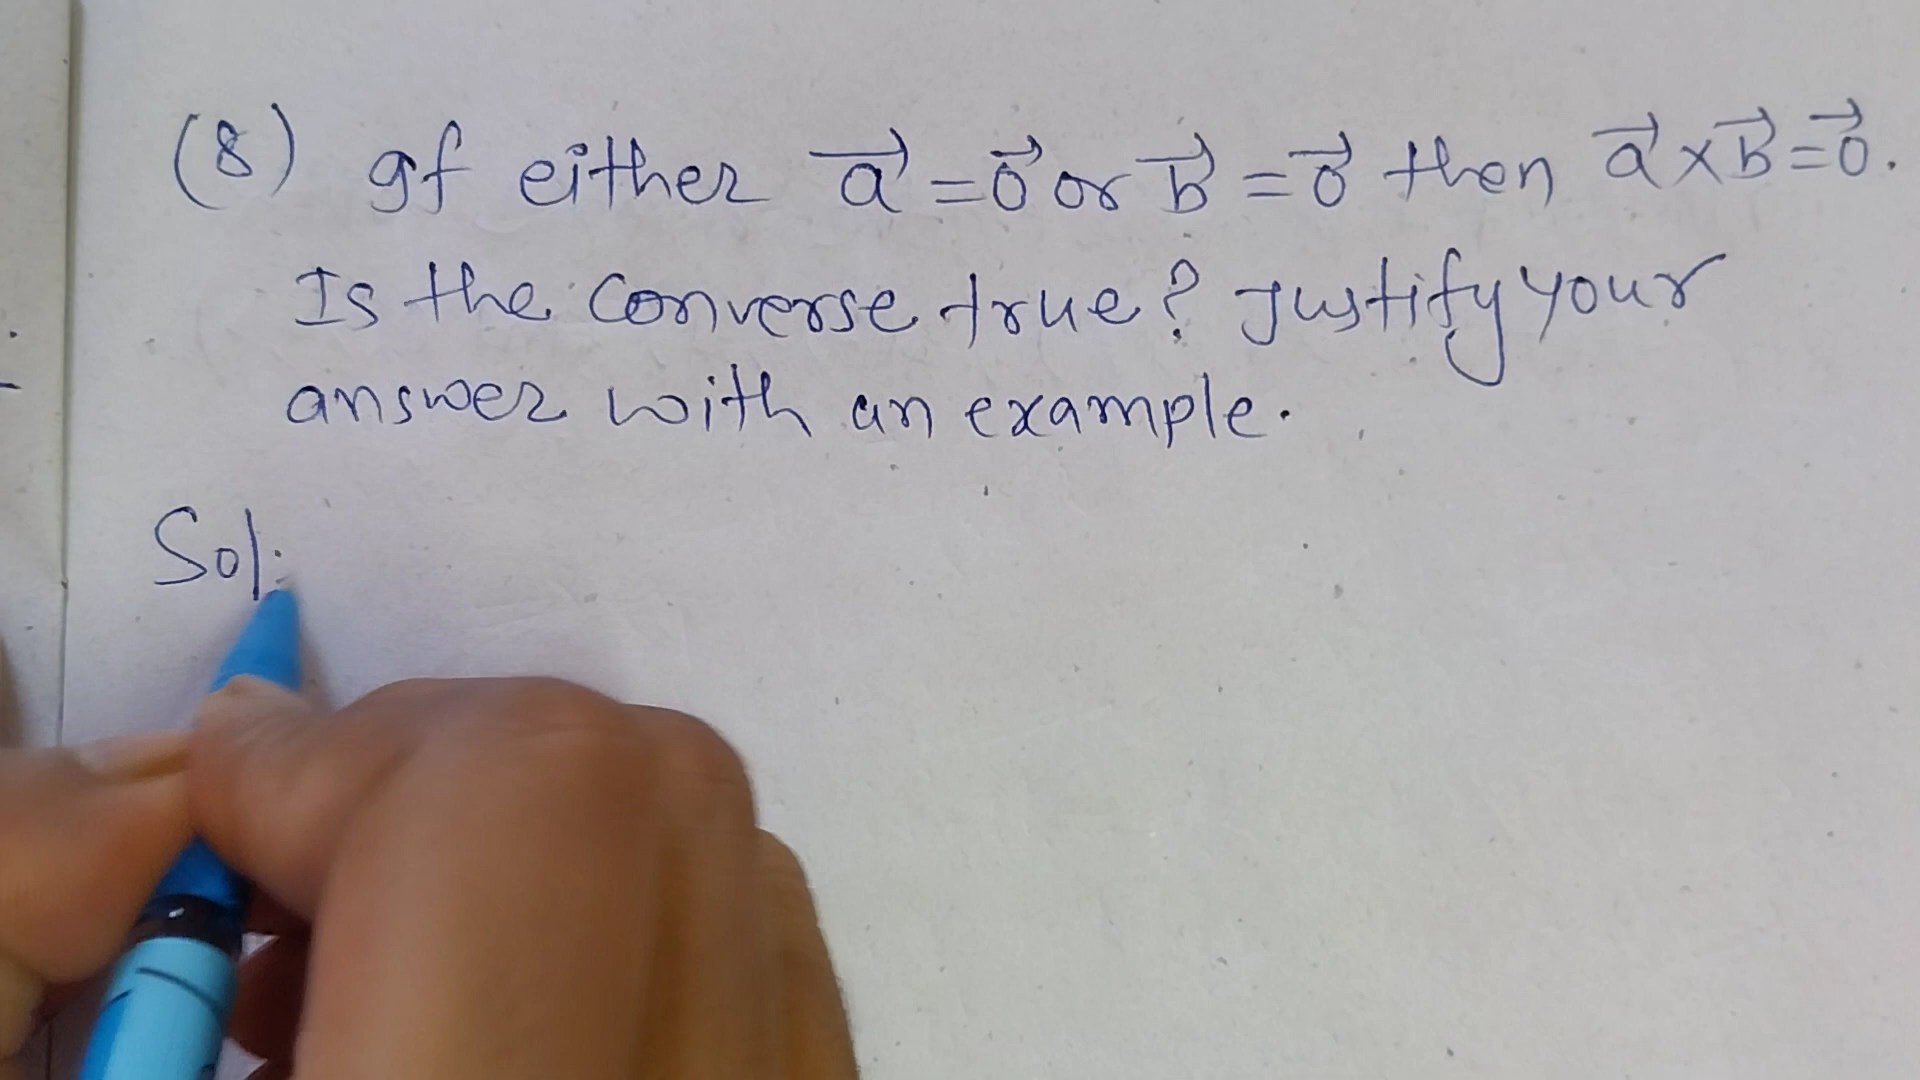 (8) If either a⃗ = 0⃗ or b⃗ = 0⃗ then a⃗ × b⃗ = 0⃗.
Is the converse true? Justify your
answer with an example.
Sol: